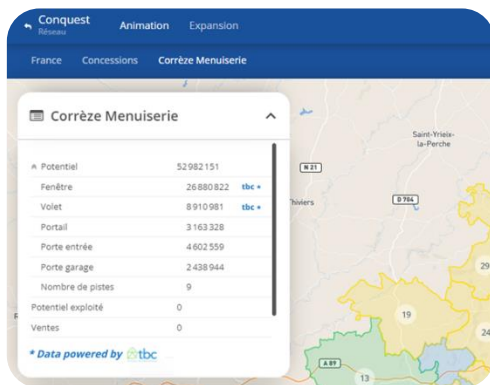 Conquest
Réseau
Animation
Expansion
France
Concessions
Corrèze Menuiserie
Corrèze Menuiserie
Potentiel 52982151
Fenêtre 26880822 tbc *
Volet 8910981 tbc *
Portail 3163328
Porte entrée 4602559
Porte garage 2438944
Nombre de pistes 9
Potentiel exploité 0
Ventes 0
* Data powered by tbc
Saint-Yrieix-
la-Perche
N 21
Thiviers
D 704
29
19
24
A 89
13